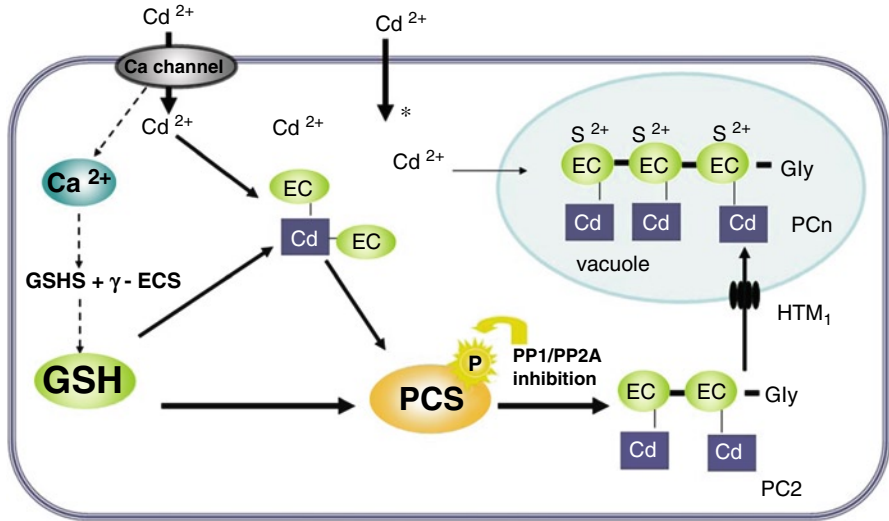 Cd 2+
Cd 2+
Ca channel
Cd 2+
Cd 2+
*
Cd 2+
S 2+
S 2+
S 2+
EC
EC
EC
Gly
Cd
Cd
Cd
PCn
vacuole
Ca 2+
EC
Cd
EC
GSHS + γ - ECS
HTM1
GSH
PCS
P
PP1/PP2A
inhibition
EC
EC
Gly
Cd
Cd
PC2